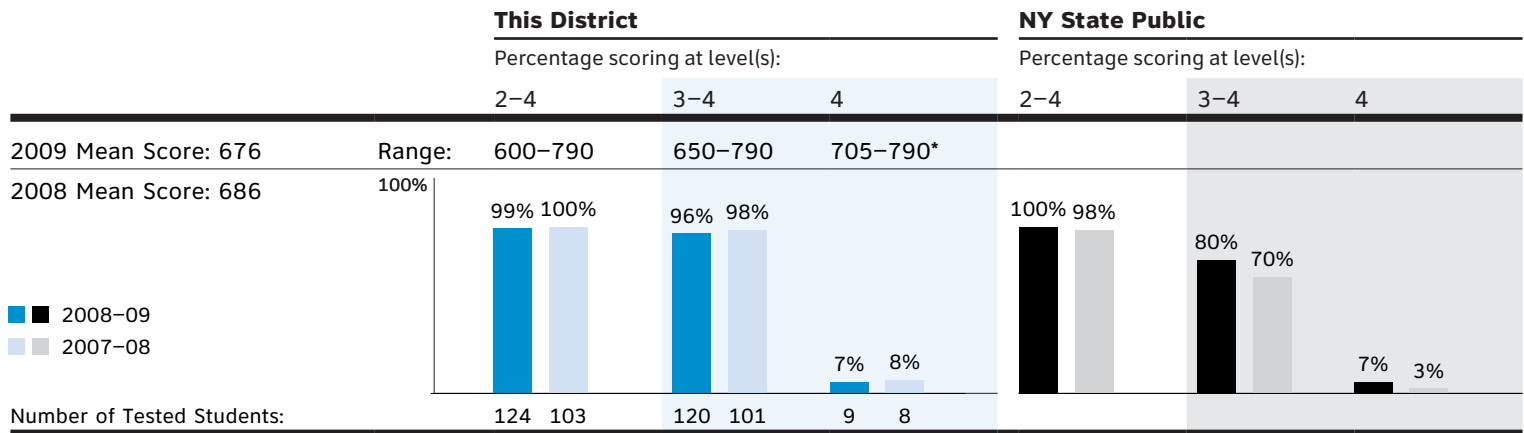 This District NY State Public
Percentage scoring at level(s): Percentage scoring at level(s):
2–4 3–4 4 2–4 3–4 4
2009 Mean Score: 676 Range: 600–790 650–790 705–790*
2008 Mean Score: 686 100%
99% 100% 96% 98% 7% 8% 100% 98% 80% 70% 7% 3%
2008–09
2007–08
Number of Tested Students: 124 103 120 101 9 8